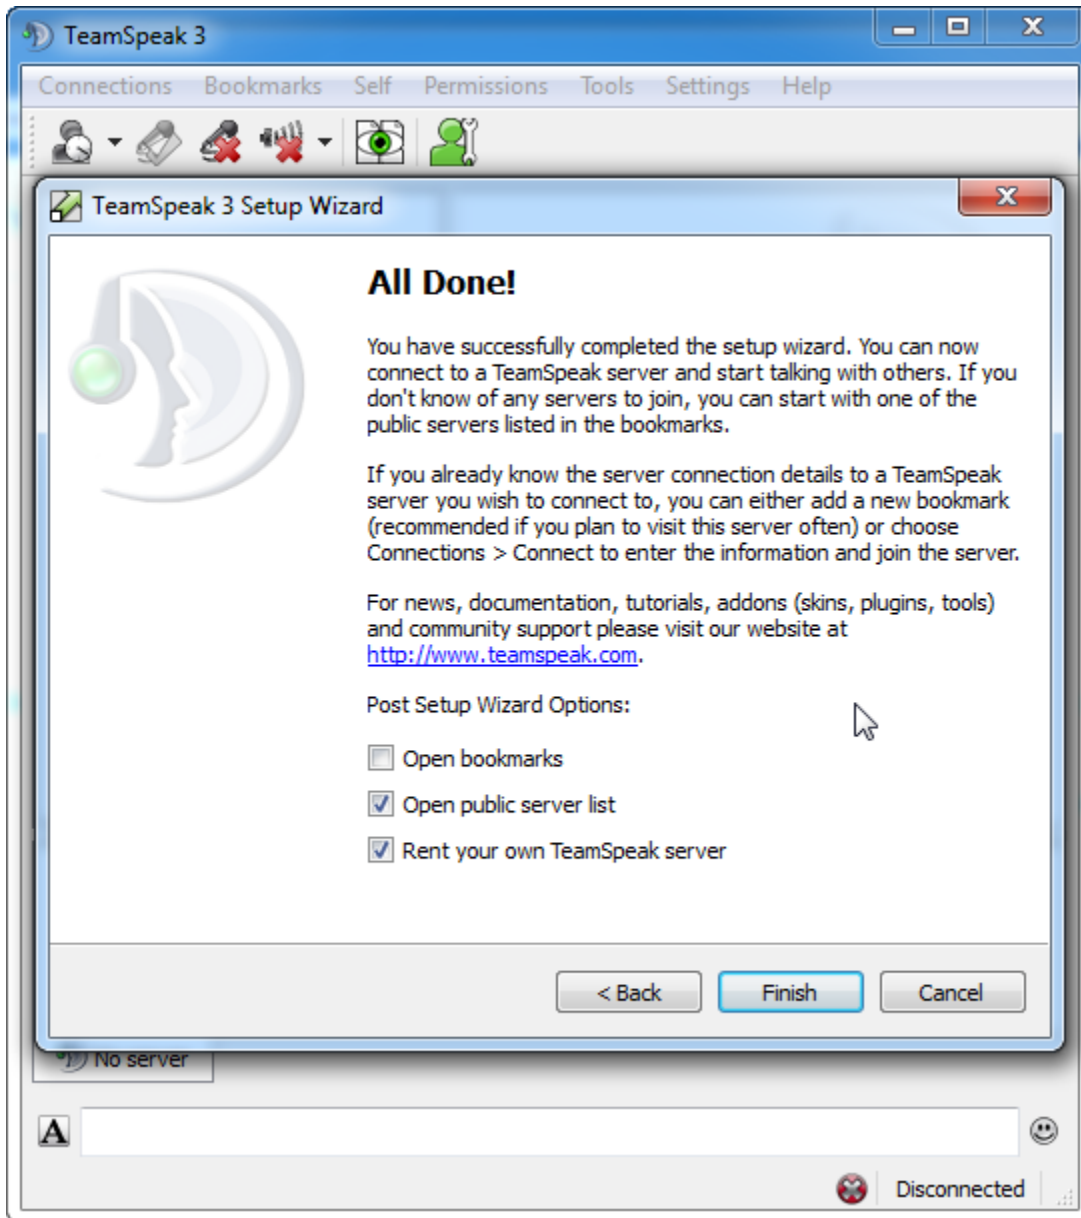 TeamSpeak 3
Connections Bookmarks Self Permissions Tools Settings Help
TeamSpeak 3 Setup Wizard
All Done!
You have successfully completed the setup wizard. You can now
connect to a TeamSpeak server and start talking with others. If you
don't know of any servers to join, you can start with one of the
public servers listed in the bookmarks.
If you already know the server connection details to a TeamSpeak
server you wish to connect to, you can either add a new bookmark
(recommended if you plan to visit this server often) or choose
Connections > Connect to enter the information and join the server.
For news, documentation, tutorials, addons (skins, plugins, tools)
and community support please visit our website at
http://www.teamspeak.com.
Post Setup Wizard Options:
Open bookmarks
Open public server list
Rent your own TeamSpeak server
< Back Finish Cancel
No server
A
Disconnected